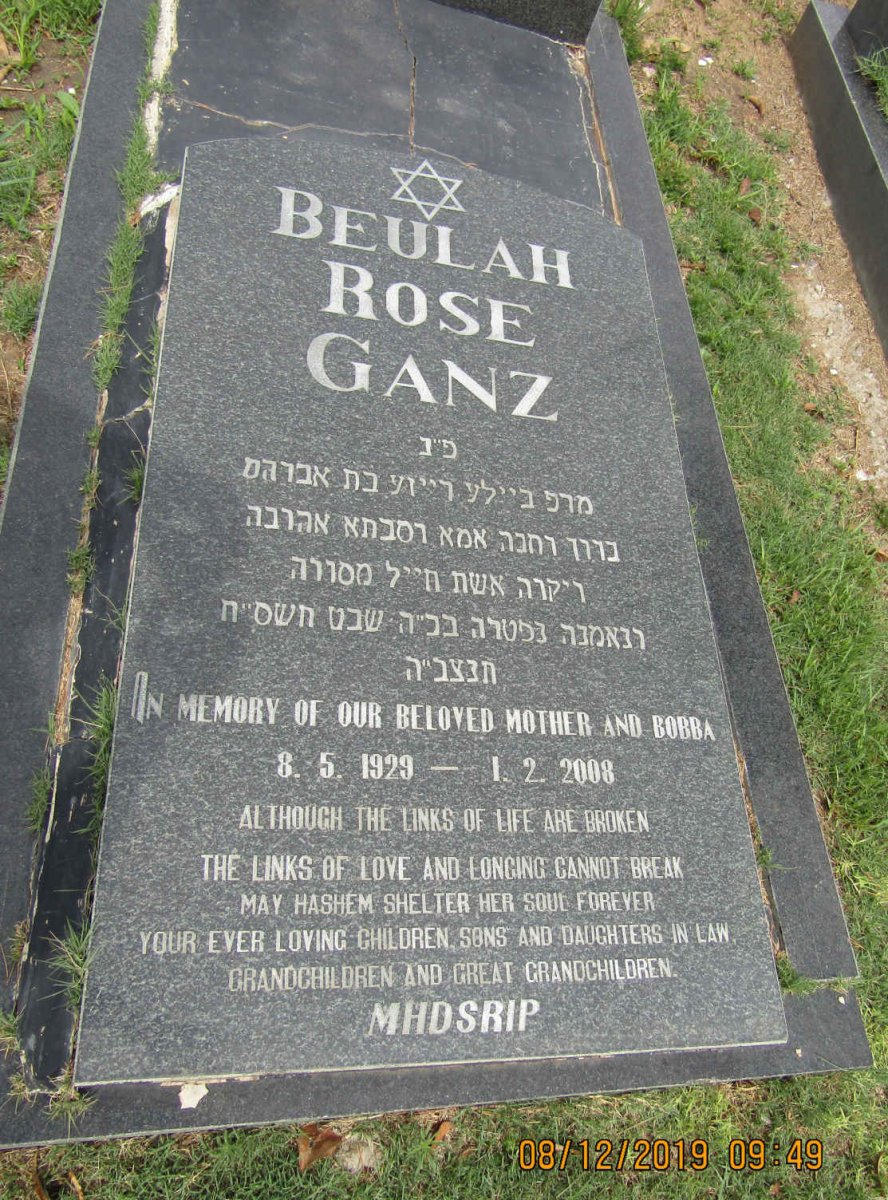 BEULAH
ROSE
GANZ
פ"נ
מרפ ביילע רייזע בת אברהם
ברוך וחנה אמא וסבתא אהובה
ויקרה אשת חייל מסורה
ונאמנה נפטרה בכ"ה שבט תשס"ח
תנצב"ה
IN MEMORY OF OUR BELOVED MOTHER AND BOBBA
8. 5. 1929 — 1. 2. 2008
ALTHOUGH THE LINKS OF LIFE ARE BROKEN
THE LINKS OF LOVE AND LONGING CANNOT BREAK
MAY HASHEM SHELTER HER SOUL FOREVER
YOUR EVER LOVING CHILDREN, SONS AND DAUGHTERS IN LAW,
GRANDCHILDREN AND GREAT GRANDCHILDREN.
MHDSRIP
08/12/2019 09:49